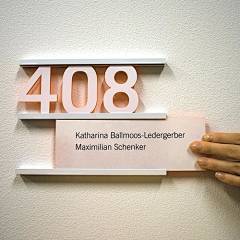 408
Katharina Ballmoos-Ledergerber
Maximilian Schenker